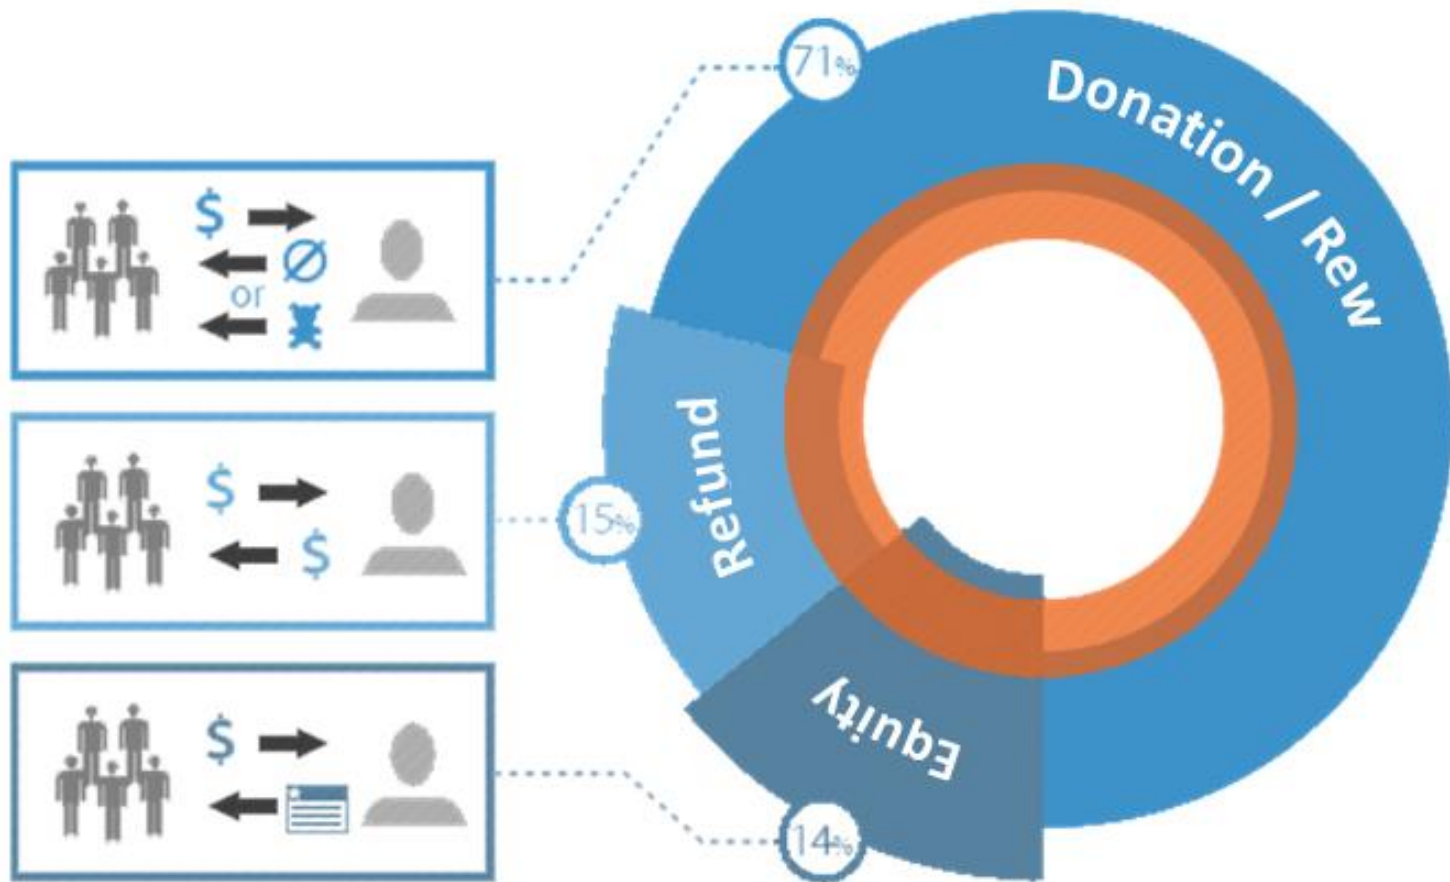 71%
Donation / Rew
$
or
15%
Refund
$
$
14%
Equity
$